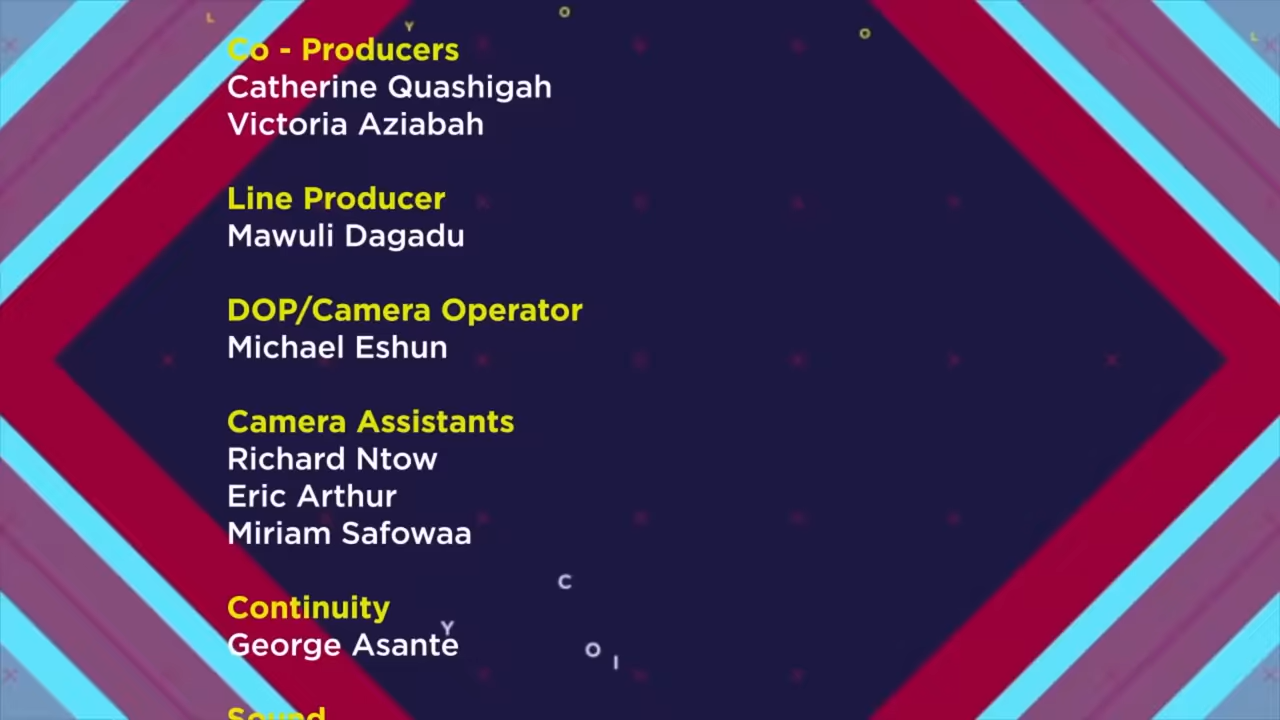 Co - Producers
Catherine Quashigah
Victoria Aziabah
Line Producer
Mawuli Dagadu
DOP/Camera Operator
Michael Eshun
Camera Assistants
Richard Ntow
Eric Arthur
Miriam Safowaa
Continuity
George Asante
Sound